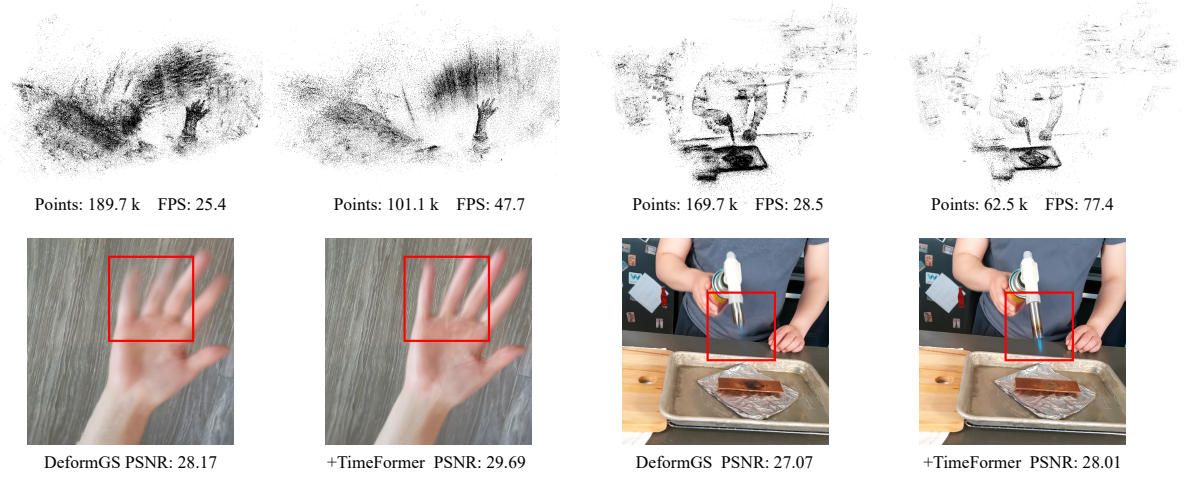 Points: 189.7 k FPS: 25.4
Points: 101.1 k FPS: 47.7
Points: 169.7 k FPS: 28.5
Points: 62.5 k FPS: 77.4
DeformGS PSNR: 28.17
+TimeFormer PSNR: 29.69
DeformGS PSNR: 27.07
+TimeFormer PSNR: 28.01